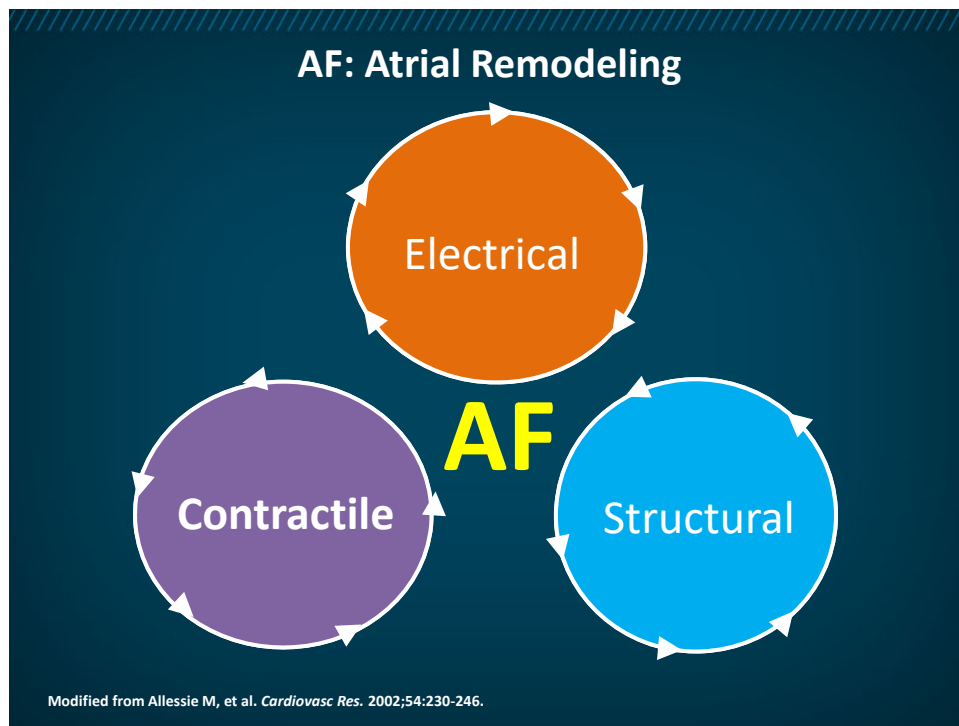 AF: Atrial Remodeling
Electrical
AF
Contractile
Structural
Modified from Allessie M, et al. Cardiovasc Res. 2002;54:230-246.